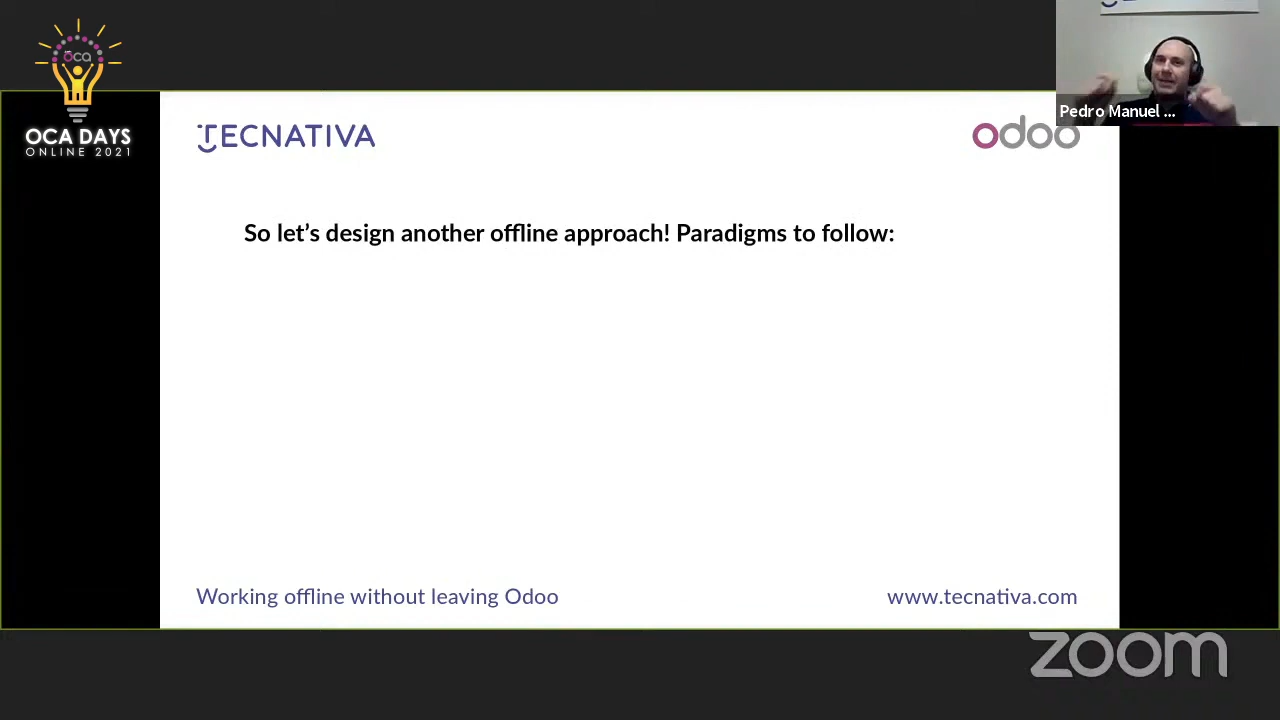 oca
OCA DAYS
ONLINE 2021
TECNATIVA
odoo
Pedro Manuel ...
So let's design another offline approach! Paradigms to follow:
Working offline without leaving Odoo
www.tecnativa.com
zoom